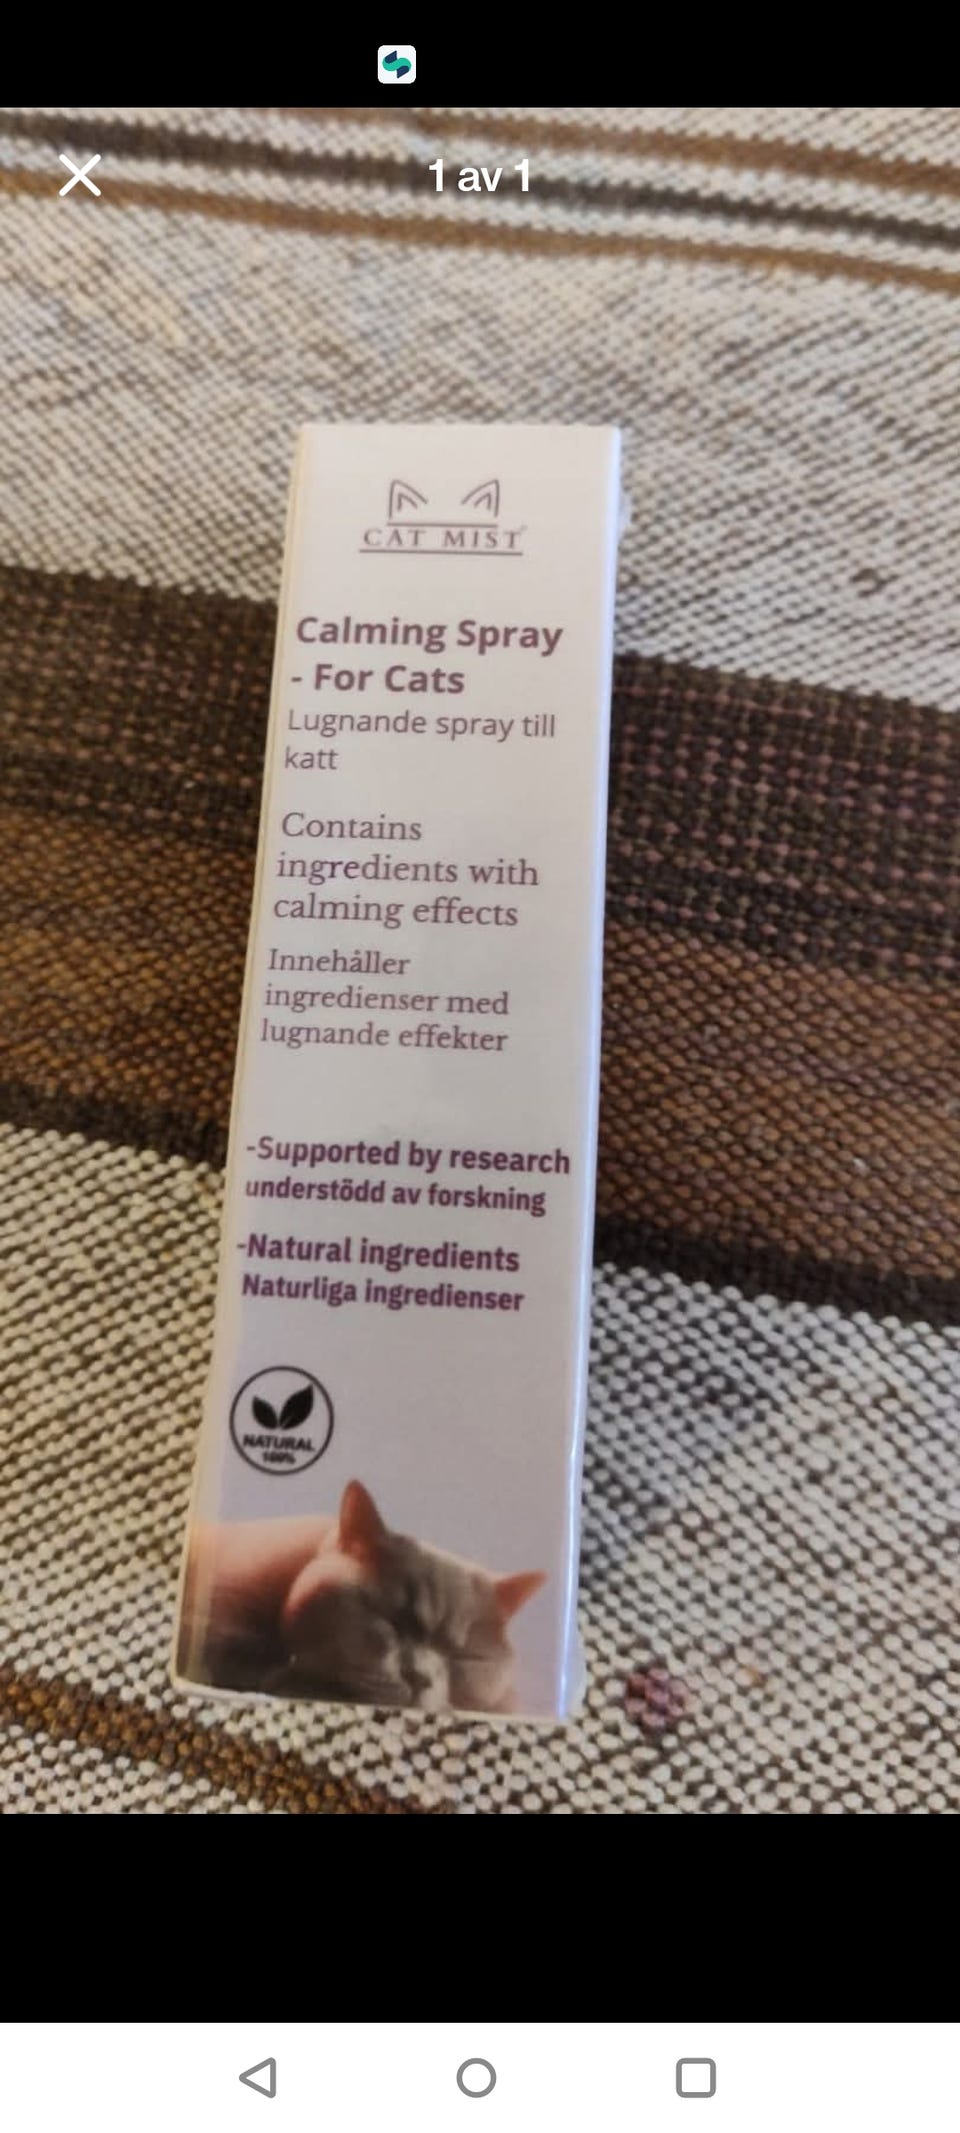 1 av 1
CAT MIST
Calming Spray
- For Cats
Lugnande spray till
katt
Contains
ingredients with
calming effects
Innehåller
ingredienser med
lugnande effekter
-Supported by research
understödd av forskning
-Natural ingredients
Naturliga ingredienser
NATURAL
100%